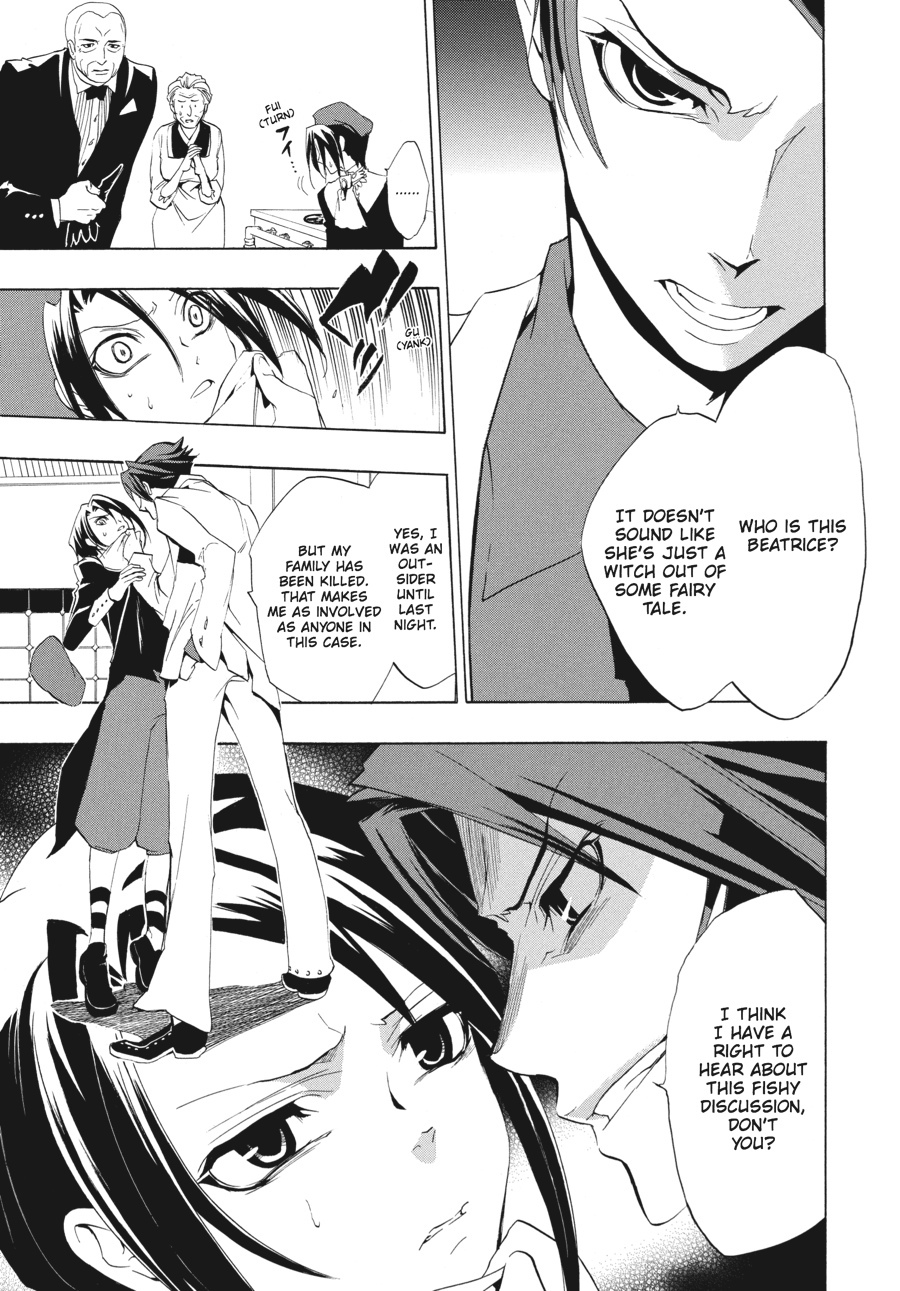 WHO IS THIS
BEATRICE?
IT DOESN'T
SOUND LIKE
SHE'S JUST A
WITCH OUT OF
SOME FAIRY
TALE.
......
フイ...
FUI
(TURN)
グッ
GU
(YANK)
YES, I
WAS AN
OUT-
SIDER
UNTIL
LAST
NIGHT.
BUT MY
FAMILY HAS
BEEN KILLED.
THAT MAKES
ME AS INVOLVED
AS ANYONE IN
THIS CASE.
I THINK
I HAVE A
RIGHT TO
HEAR ABOUT
THIS FISHY
DISCUSSION,
DON'T
YOU?